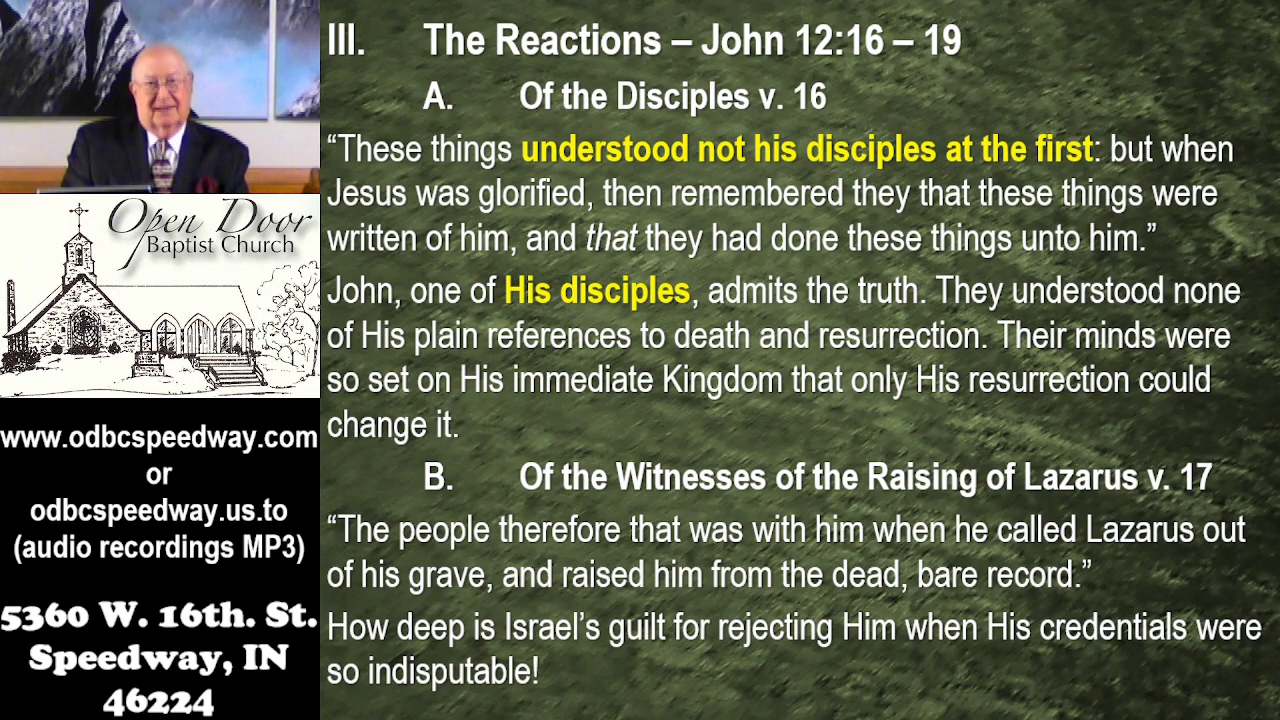 Open Door
Baptist Church
www.odbcspeedway.com
or
odbcspeedway.us.to
(audio recordings MP3)
5360 W. 16th. St.
Speedway, IN
46224
III. The Reactions – John 12:16 – 19
A. Of the Disciples v. 16
“These things understood not his disciples at the first: but when
Jesus was glorified, then remembered they that these things were
written of him, and that they had done these things unto him.”
John, one of His disciples, admits the truth. They understood none
of His plain references to death and resurrection. Their minds were
so set on His immediate Kingdom that only His resurrection could
change it.
B. Of the Witnesses of the Raising of Lazarus v. 17
“The people therefore that was with him when he called Lazarus out
of his grave, and raised him from the dead, bare record.”
How deep is Israel’s guilt for rejecting Him when His credentials were
so indisputable!